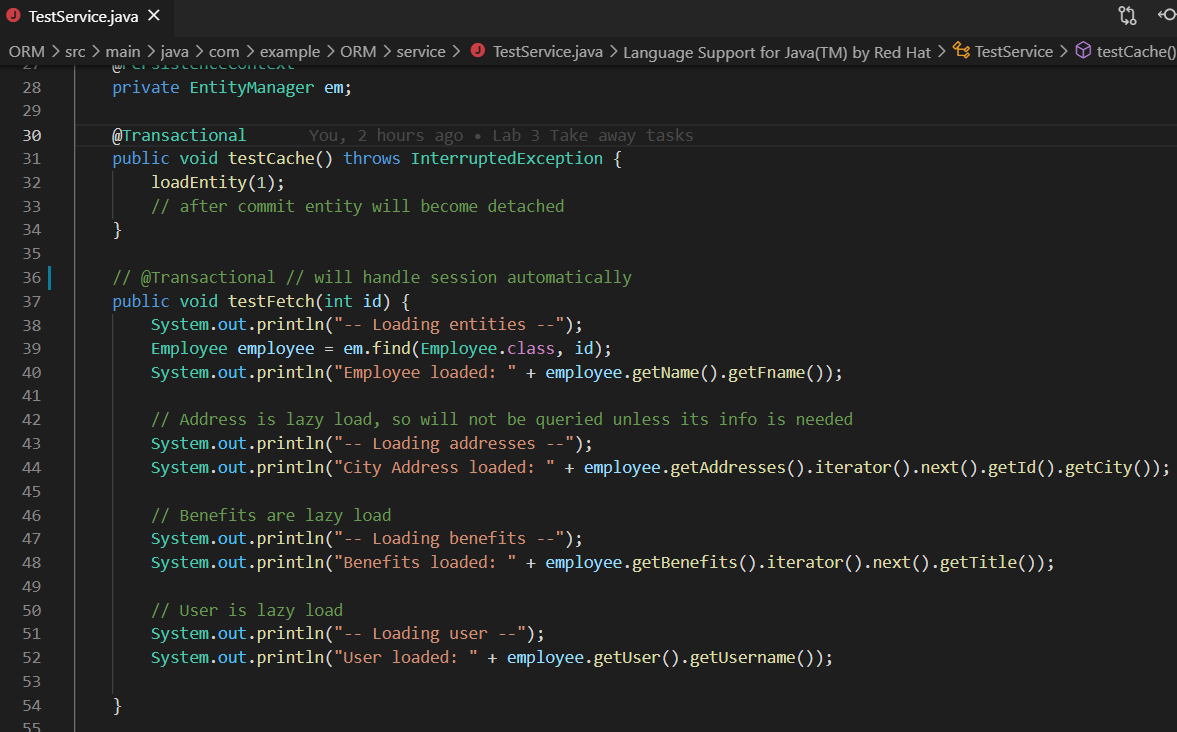 TestService.java
ORM > src > main > java > com > example > ORM > service > TestService.java > Language Support for Java(TM) by Red Hat > TestService > testCache()
27 @PersistenceContext
28 private EntityManager em;
29
30 @Transactional You, 2 hours ago • Lab 3 Take away tasks
31 public void testCache() throws InterruptedException {
32 loadEntity(1);
33 // after commit entity will become detached
34 }
35
36 // @Transactional // will handle session automatically
37 public void testFetch(int id) {
38 System.out.println("-- Loading entities --");
39 Employee employee = em.find(Employee.class, id);
40 System.out.println("Employee loaded: " + employee.getName().getFname());
41
42 // Address is lazy load, so will not be queried unless its info is needed
43 System.out.println("-- Loading addresses --");
44 System.out.println("City Address loaded: " + employee.getAddresses().iterator().next().getId().getCity());
45
46 // Benefits are lazy load
47 System.out.println("-- Loading benefits --");
48 System.out.println("Benefits loaded: " + employee.getBenefits().iterator().next().getTitle());
49
50 // User is lazy load
51 System.out.println("-- Loading user --");
52 System.out.println("User loaded: " + employee.getUser().getUsername());
53
54 }
55